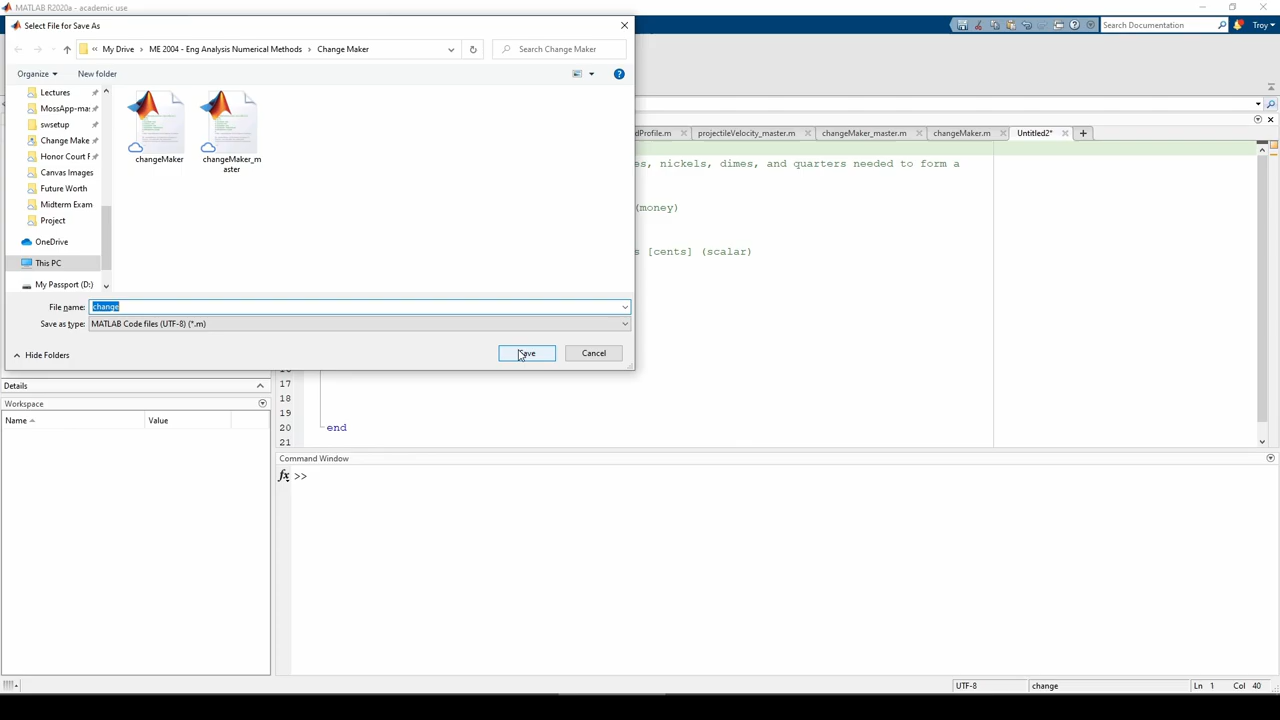 MATLAB R2020a - academic use
Select File for Save As
Search Documentation
Troy
« My Drive › ME 2004 - Eng Analysis Numerical Methods › Change Maker
Search Change Maker
Organize
New folder
Lectures
MossApp-ma
swsetup
Change Make
Honor Court F
Canvas Images
Future Worth
Midterm Exam
Project
OneDrive
This PC
My Passport (D:)
changeMaker
changeMaker_m
aster
dProfile.m
projectileVelocity_master.m
changeMaker_master.m
changeMaker.m
Untitled2*
es, nickels, dimes, and quarters needed to form a
(money)
s [cents] (scalar)
File name: change
Save as type: MATLAB Code files (UTF-8) (*.m)
Hide Folders
Save
Cancel
17
18
19
20 end
21
Details
Workspace
Name
Value
Command Window
fx >>
UTF-8
change
Ln 1
Col 40